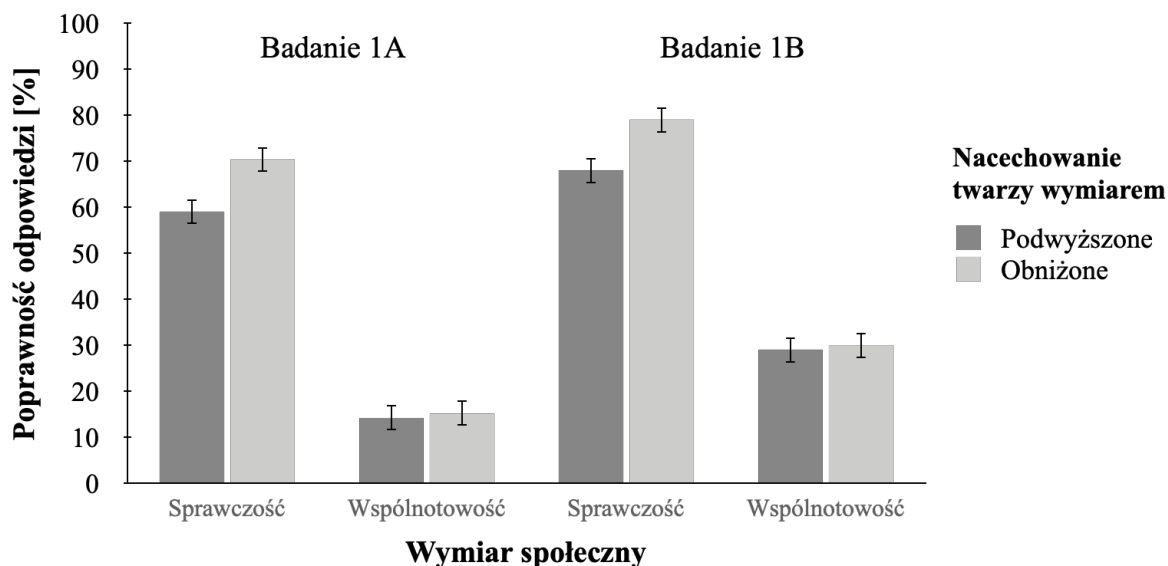 Badanie 1A
Badanie 1B
Poprawność odpowiedzi [%]
100
90
80
70
60
50
40
30
20
10
0
Sprawczość
Wspólnotowość
Sprawczość
Wspólnotowość
Wymiar społeczny
Nacechowanie
twarzy wymiarem
Podwyższone
Obniżone